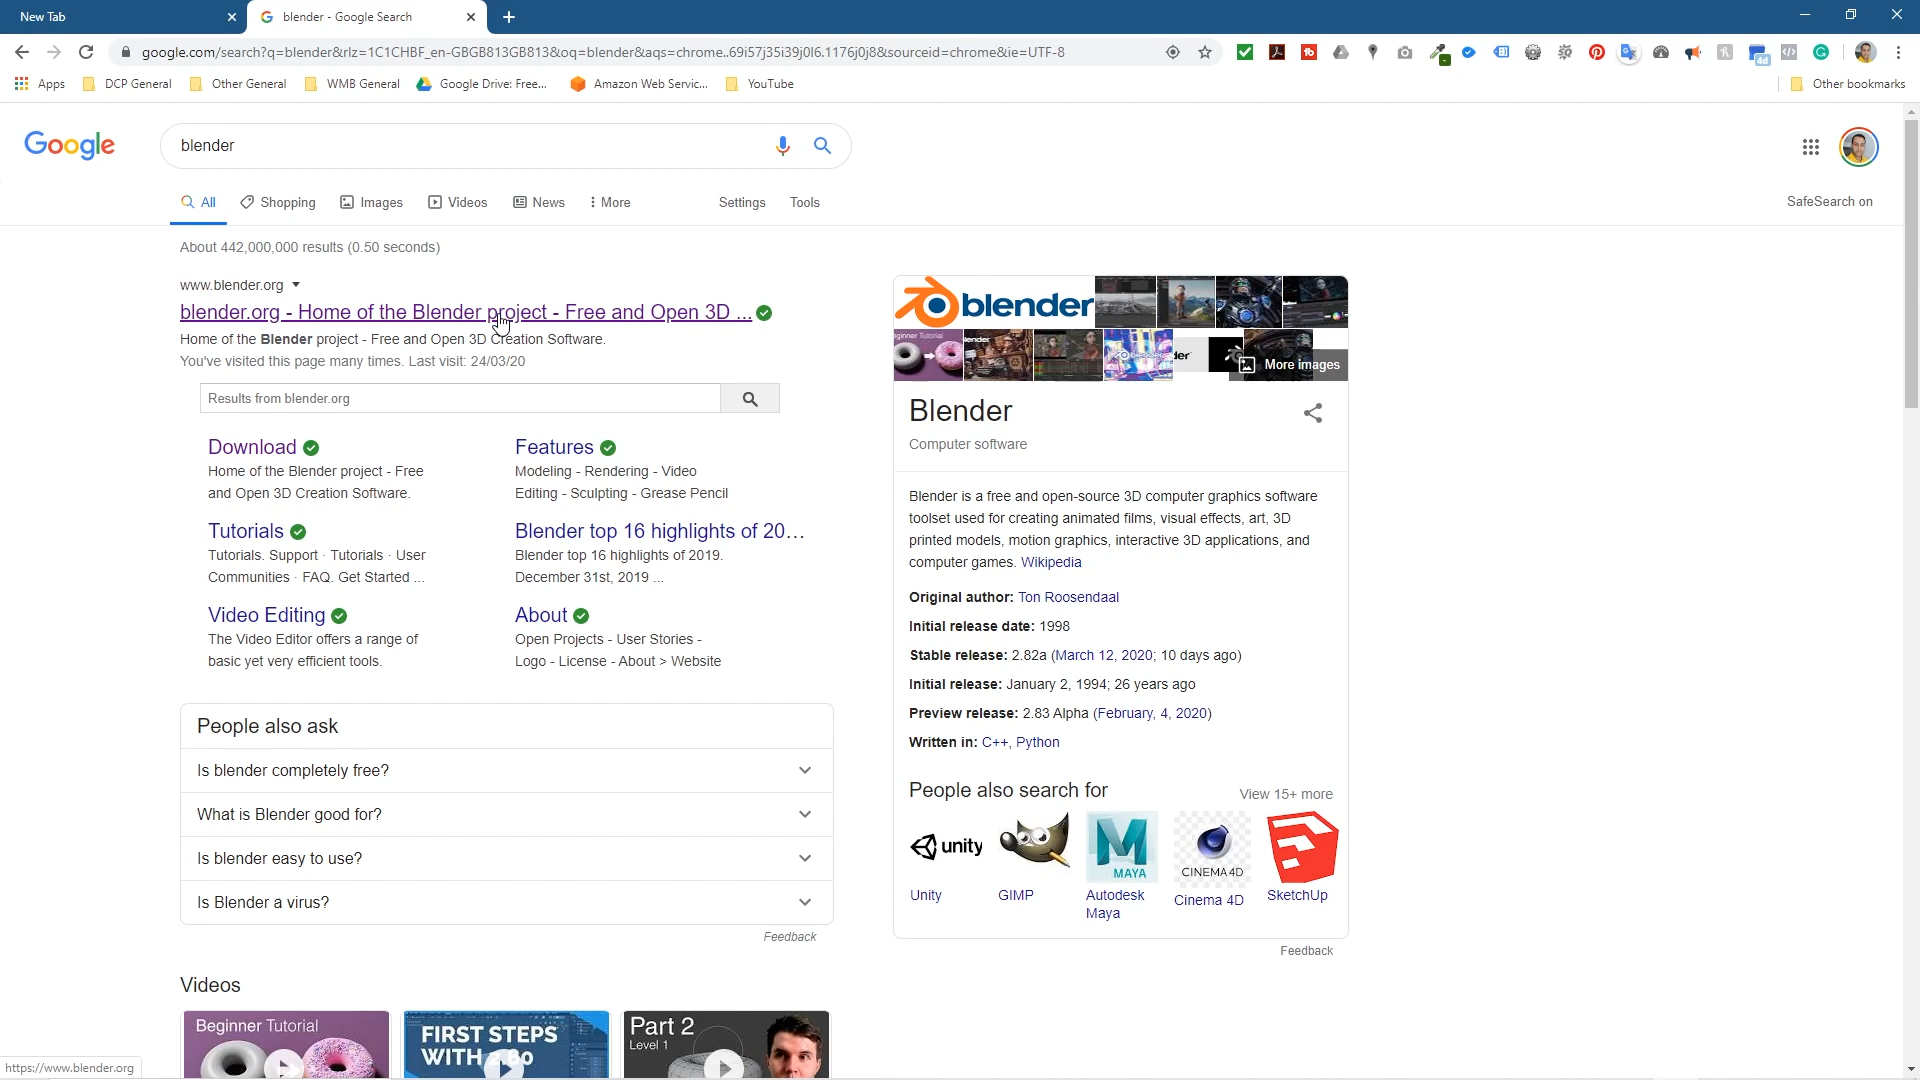 New Tab
blender - Google Search
google.com/search?q=blender&rlz=1C1CHBF_en-GBGB813GB813&oq=blender&aqs=chrome..69i57j35i39j0l6.1176j0j8&sourceid=chrome&ie=UTF-8
4d
Apps
DCP General
Other General
WMB General
Google Drive: Free...
Amazon Web Servic...
YouTube
Other bookmarks
Google
blender
All
Shopping
Images
Videos
News
More
Settings
Tools
SafeSearch on
About 442,000,000 results (0.50 seconds)
www.blender.org
blender.org - Home of the Blender project - Free and Open 3D ...
Home of the Blender project - Free and Open 3D Creation Software.
You've visited this page many times. Last visit: 24/03/20
Results from blender.org
Download
Home of the Blender project - Free
and Open 3D Creation Software.
Features
Modeling - Rendering - Video
Editing - Sculpting - Grease Pencil
Tutorials
Tutorials. Support · Tutorials · User
Communities · FAQ. Get Started ...
Blender top 16 highlights of 20...
Blender top 16 highlights of 2019.
December 31st, 2019 ...
Video Editing
The Video Editor offers a range of
basic yet very efficient tools.
About
Open Projects - User Stories -
Logo - License - About > Website
People also ask
Is blender completely free?
What is Blender good for?
Is blender easy to use?
Is Blender a virus?
Feedback
Videos
Beginner Tutorial
FIRST STEPS
WITH 2.80
Part 2
Level 1
blender
More images
Blender
Computer software
Blender is a free and open-source 3D computer graphics software
toolset used for creating animated films, visual effects, art, 3D
printed models, motion graphics, interactive 3D applications, and
computer games. Wikipedia
Original author: Ton Roosendaal
Initial release date: 1998
Stable release: 2.82a (March 12, 2020; 10 days ago)
Initial release: January 2, 1994; 26 years ago
Preview release: 2.83 Alpha (February, 4, 2020)
Written in: C++, Python
People also search for
View 15+ more
unity
MAYA
CINEMA 4D
Unity
GIMP
Autodesk
Maya
Cinema 4D
SketchUp
Feedback
https://www.blender.org